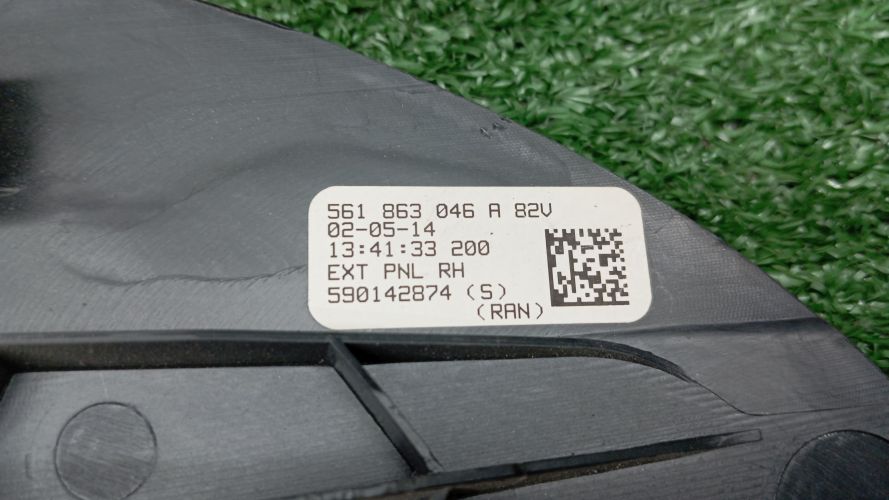 561 863 046 A 82V
02-05-14
13:41:33 200
EXT PNL RH
590142874 (S)
(RAN)